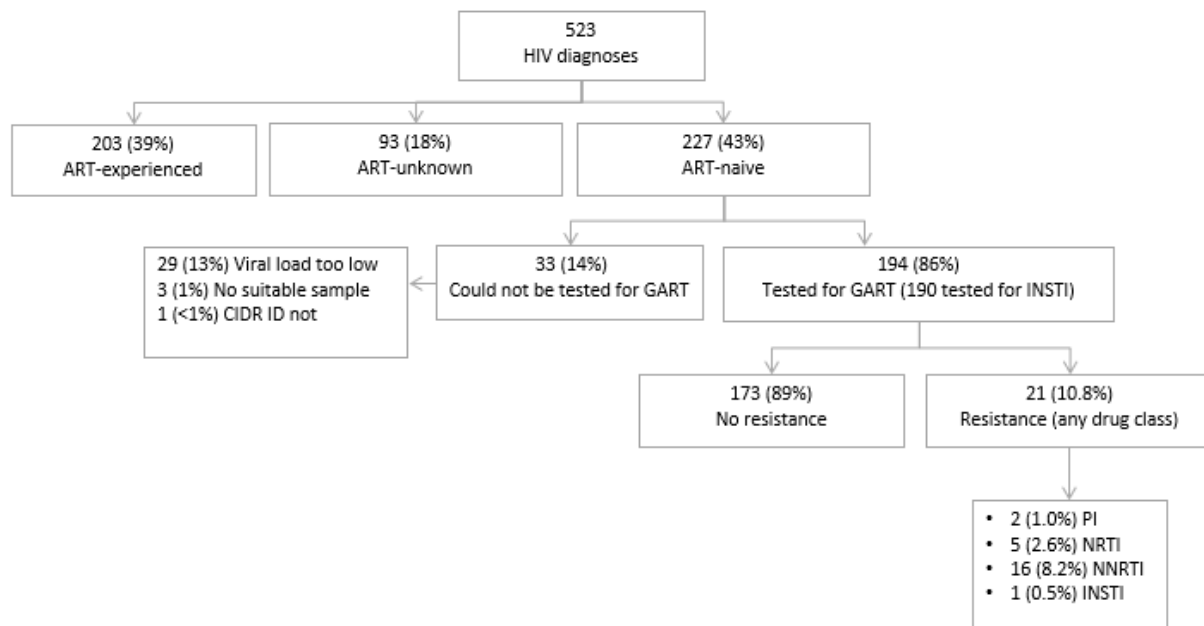 523
HIV diagnoses
203 (39%)
ART-experienced
93 (18%)
ART-unknown
227 (43%)
ART-naive
29 (13%) Viral load too low
3 (1%) No suitable sample
1 (<1%) CIDR ID not
33 (14%)
Could not be tested for GART
194 (86%)
Tested for GART (190 tested for INSTI)
173 (89%)
No resistance
21 (10.8%)
Resistance (any drug class)
• 2 (1.0%) PI
• 5 (2.6%) NRTI
• 16 (8.2%) NNRTI
• 1 (0.5%) INSTI